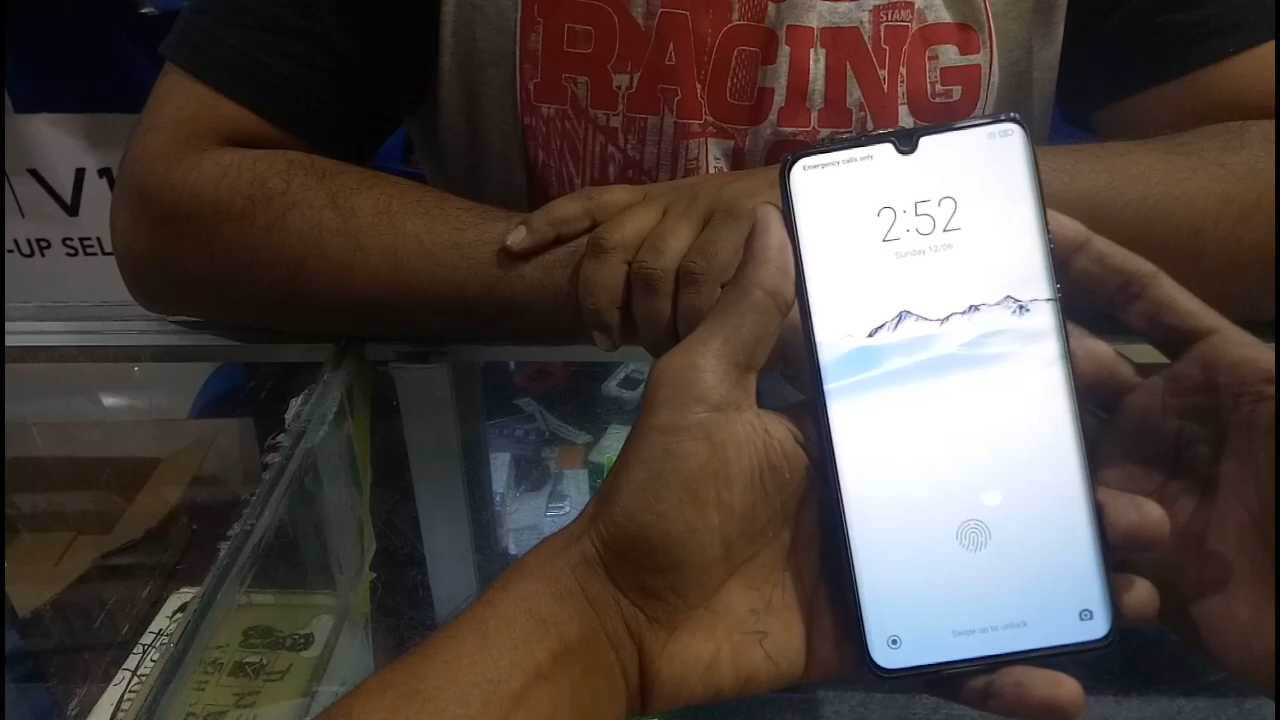 STAND
RACING
V1
-UP SEL
Emergency calls only
2:52
Sunday 12/06
Swipe up to unlock